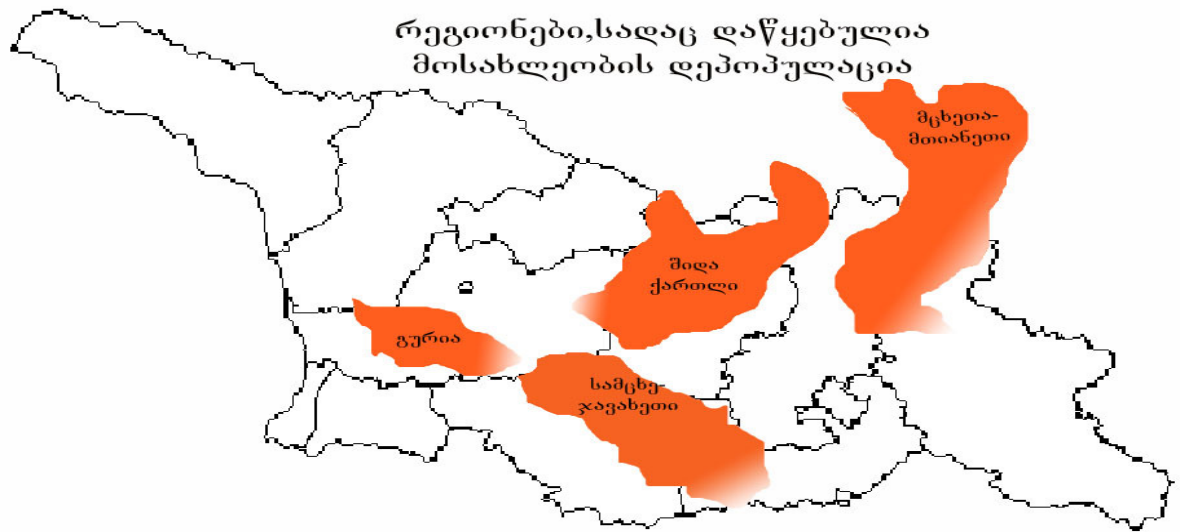 რეგიონები,სადაც დაწყებულია
მოსახლეობის დეპოპულაცია
მცხეთა-
მთიანეთი
შიდა
ქართლი
გურია
სამცხე-
ჯავახეთი